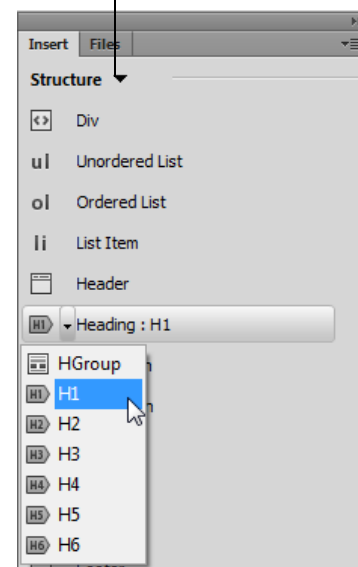 Insert Files
Structure
<> Div
ul Unordered List
ol Ordered List
li List Item
Header
H1 Heading : H1
HGroup
H1 H1
H2 H2
H3 H3
H4 H4
H5 H5
H6 H6